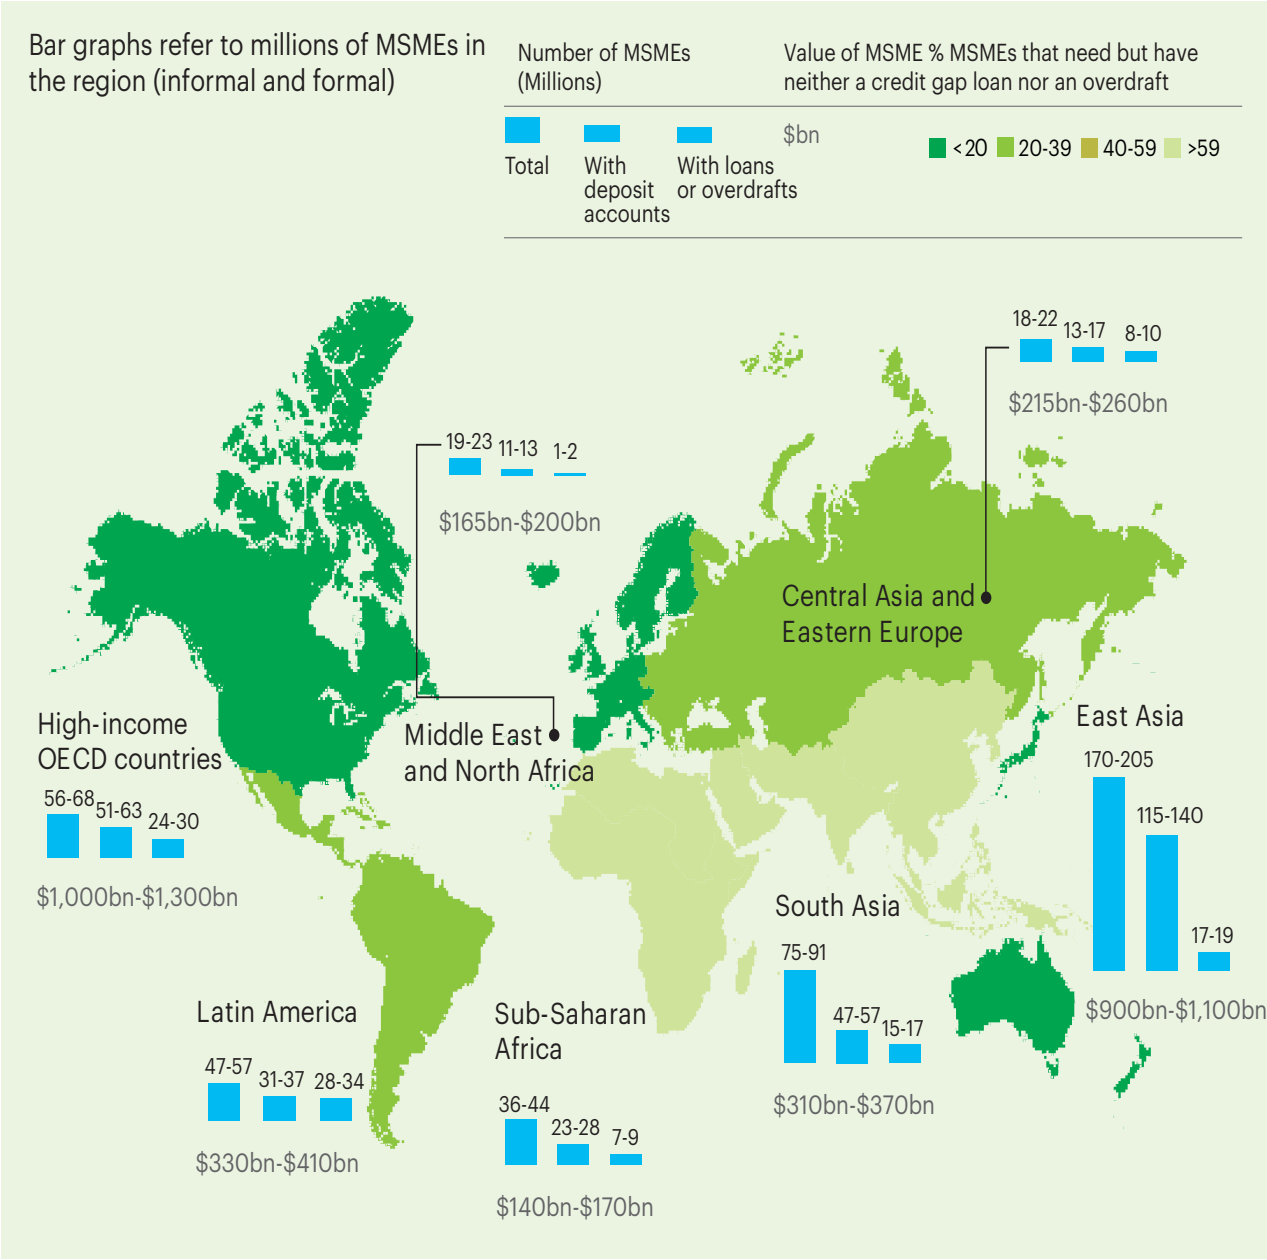 Bar graphs refer to millions of MSMEs in
the region (informal and formal)
Number of MSMEs
(Millions)
Value of MSME % MSMEs that need but have
neither a credit gap loan nor an overdraft
Total
With
deposit
accounts
With loans
or overdrafts
$bn
<20
20-39
40-59
>59
18-22
13-17
8-10
$215bn-$260bn
19-23
11-13
1-2
$165bn-$200bn
Central Asia and
Eastern Europe
High-income
OECD countries
56-68
51-63
24-30
$1,000bn-$1,300bn
Middle East
and North Africa
East Asia
170-205
115-140
17-19
$900bn-$1,100bn
South Asia
75-91
47-57
15-17
$310bn-$370bn
Latin America
47-57
31-37
28-34
$330bn-$410bn
Sub-Saharan
Africa
36-44
23-28
7-9
$140bn-$170bn